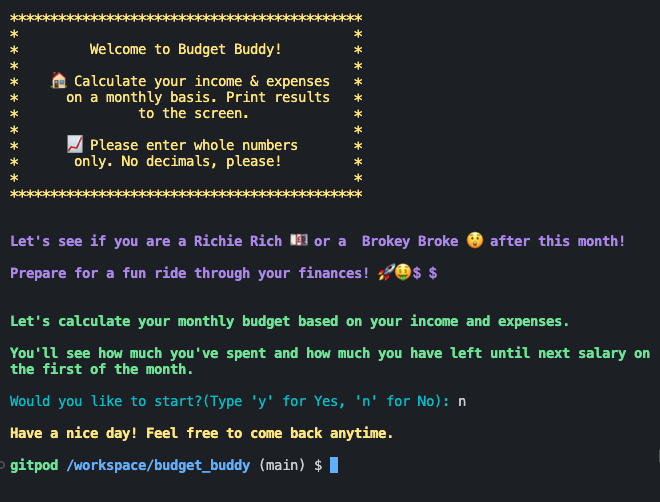 ********************************************
*                                          *
*         Welcome to Budget Buddy!         *
*                                          *
*    🏠 Calculate your income & expenses   *
*      on a monthly basis. Print results   *
*               to the screen.             *
*                                          *
*      📈 Please enter whole numbers       *
*       only. No decimals, please!         *
*                                          *
********************************************
Let's see if you are a Richie Rich 💵 or a  Brokey Broke 😲 after this month!
Prepare for a fun ride through your finances! 🚀🤑$ $
Let's calculate your monthly budget based on your income and expenses.
You'll see how much you've spent and how much you have left until next salary on
the first of the month.
Would you like to start?(Type 'y' for Yes, 'n' for No): n
Have a nice day! Feel free to come back anytime.
gitpod /workspace/budget_buddy (main) $